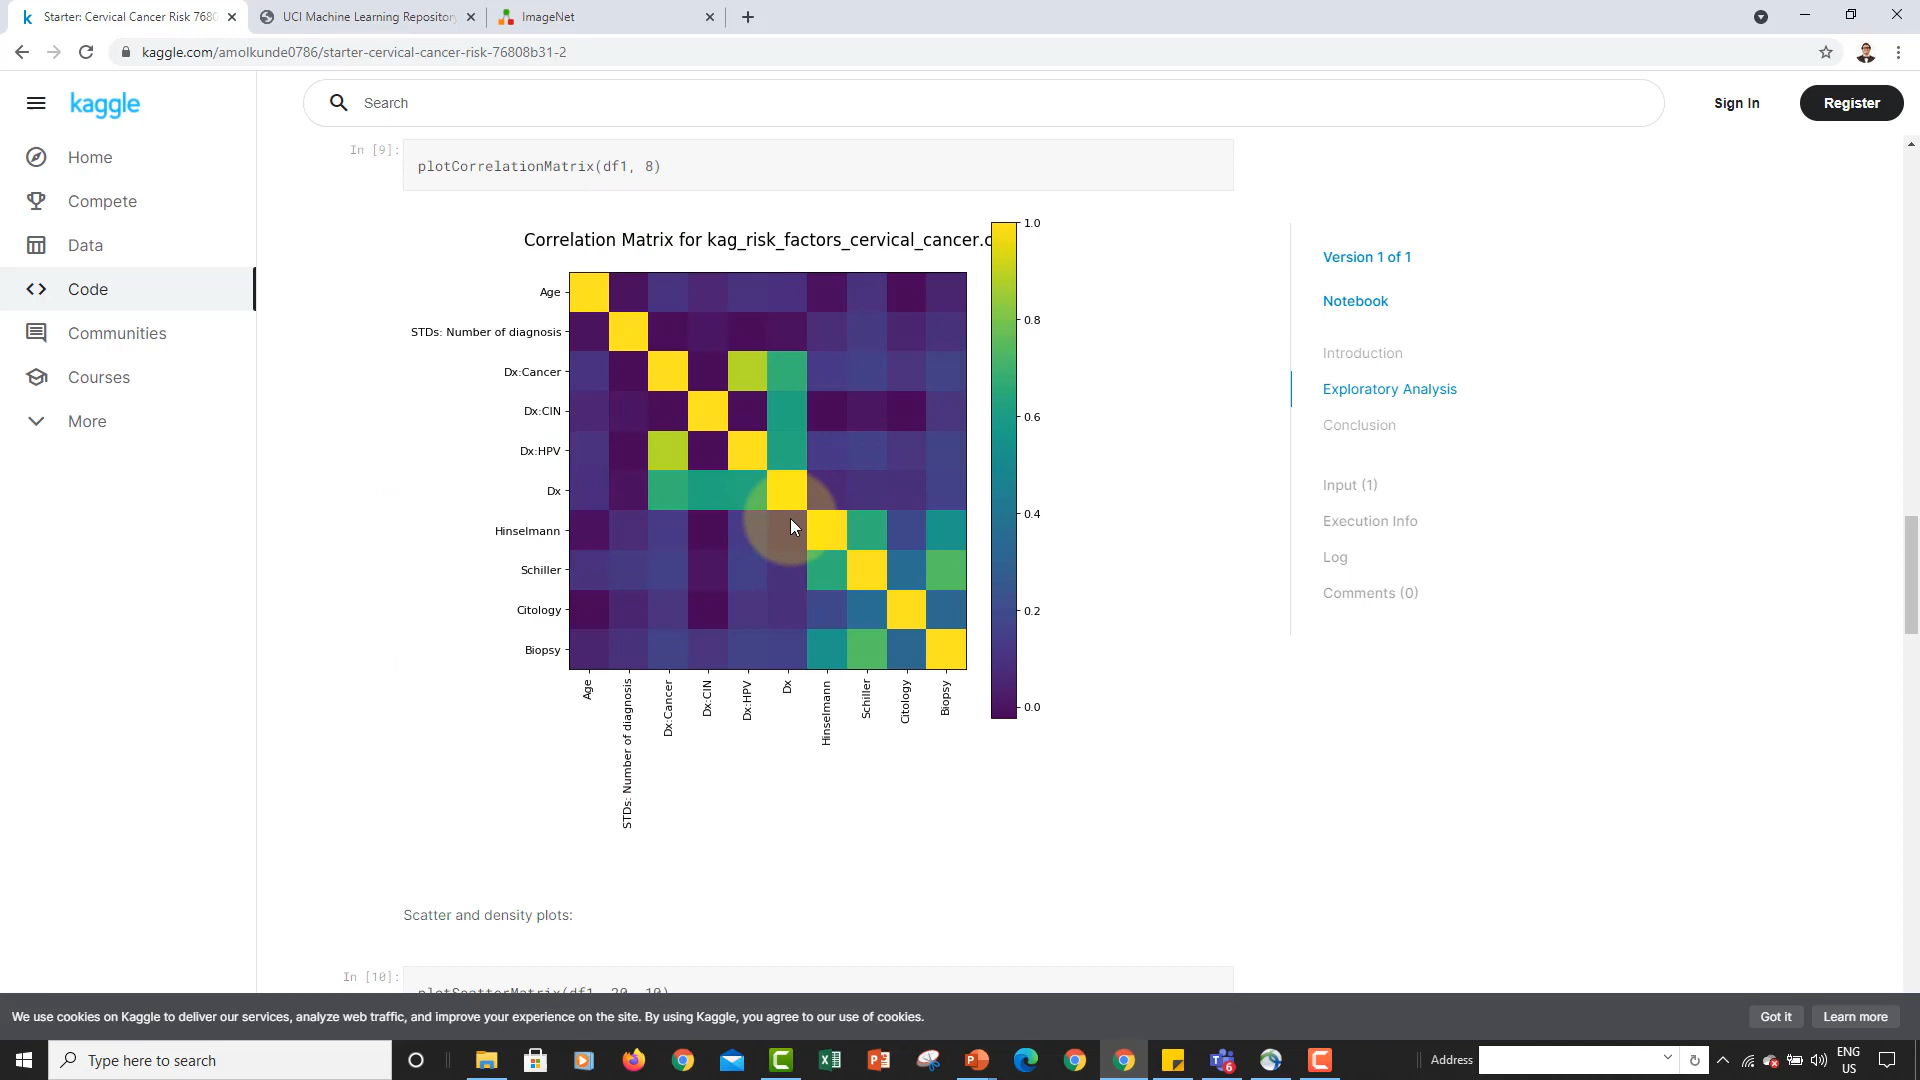 Starter: Cervical Cancer Risk 7680
UCI Machine Learning Repository
ImageNet
kaggle.com/amolkunde0786/starter-cervical-cancer-risk-76808b31-2
kaggle
Search
Sign In
Register
Home
Compete
Data
Code
Communities
Courses
More
In [9]:
plotCorrelationMatrix(df1, 8)
Correlation Matrix for kag_risk_factors_cervical_cancer.c
Age
STDs: Number of diagnosis
Dx:Cancer
Dx:CIN
Dx:HPV
Dx
Hinselmann
Schiller
Citology
Biopsy
Age
STDs: Number of diagnosis
Dx:Cancer
Dx:CIN
Dx:HPV
Dx
Hinselmann
Schiller
Citology
Biopsy
1.0
0.8
0.6
0.4
0.2
0.0
Version 1 of 1
Notebook
Introduction
Exploratory Analysis
Conclusion
Input (1)
Execution Info
Log
Comments (0)
Scatter and density plots:
In [10]:
plotScatterMatrix(df1, 20, 10)
We use cookies on Kaggle to deliver our services, analyze web traffic, and improve your experience on the site. By using Kaggle, you agree to our use of cookies.
Got it
Learn more
Type here to search
Address
ENG
US